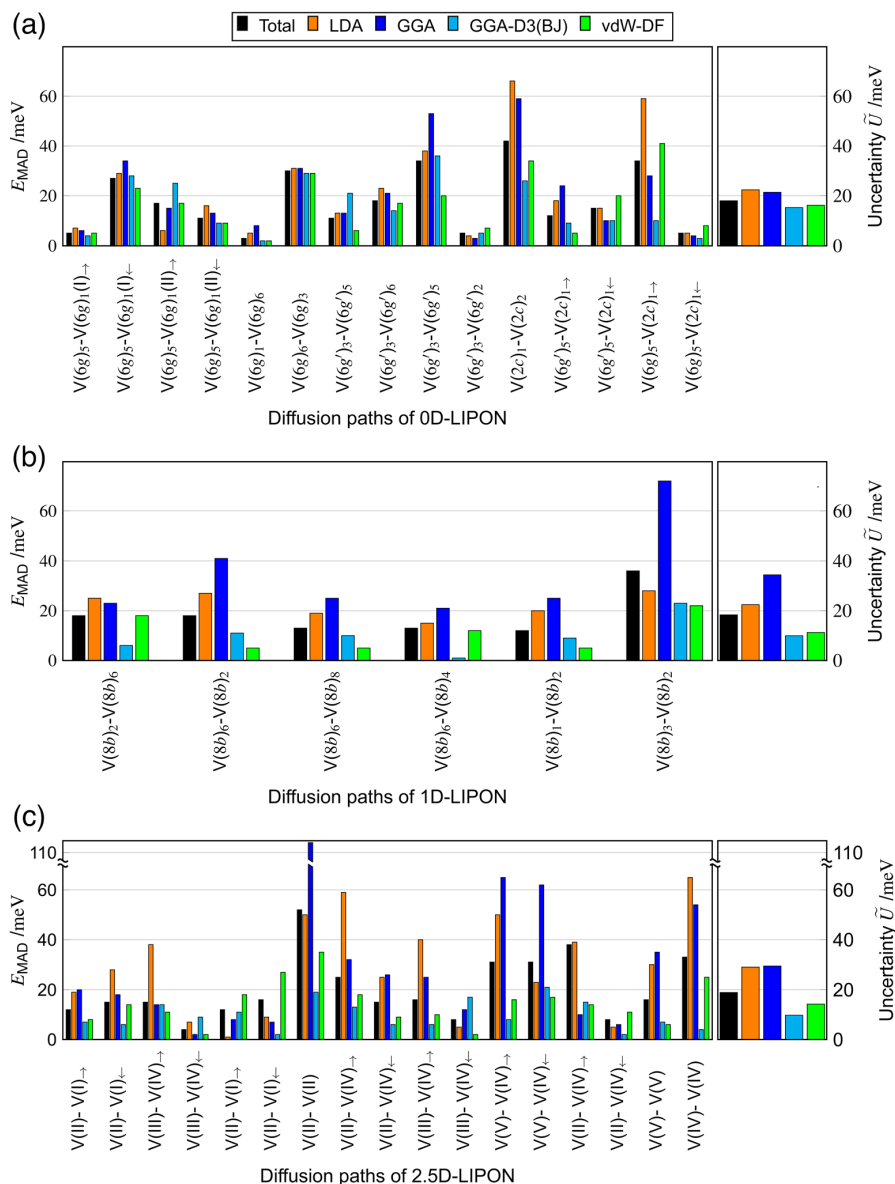 (a)
Total LDA GGA GGA-D3(BJ) vdW-DF
E_MAD /meV
60
40
20
0
60
40
20
0
Uncertainty Ũ /meV
V(6g)₅-V(6g)₁(I)→
V(6g)₅-V(6g)₁(I)←
V(6g)₅-V(6g)₁(II)→
V(6g)₅-V(6g)₁(II)←
V(6g)₁-V(6g)₆
V(6g)₆-V(6g)₃
V(6g′)₃-V(6g′)₅
V(6g′)₃-V(6g′)₆
V(6g′)₃-V(6g′)₅
V(6g′)₃-V(6g′)₂
V(2c)₁-V(2c)₂
V(6g′)₅-V(2c)₁→
V(6g′)₅-V(2c)₁←
V(6g)₅-V(2c)₁→
V(6g)₅-V(2c)₁←
Diffusion paths of 0D-LIPON
(b)
E_MAD /meV
60
40
20
0
60
40
20
0
Uncertainty Ũ /meV
V(8b)₂-V(8b)₆
V(8b)₆-V(8b)₂
V(8b)₆-V(8b)₈
V(8b)₆-V(8b)₄
V(8b)₁-V(8b)₂
V(8b)₃-V(8b)₂
Diffusion paths of 1D-LIPON
(c)
E_MAD /meV
110
60
40
20
0
110
60
40
20
0
Uncertainty Ũ /meV
V(II)- V(I)→
V(II)- V(I)←
V(III)- V(IV)→
V(III)- V(IV)←
V(II)- V(I)→
V(II)- V(I)←
V(II)- V(II)
V(II)- V(IV)→
V(II)- V(IV)←
V(III)- V(IV)→
V(III)- V(IV)←
V(V)- V(IV)→
V(V)- V(IV)←
V(II)- V(IV)→
V(II)- V(IV)←
V(V)- V(V)
V(IV)- V(IV)
Diffusion paths of 2.5D-LIPON